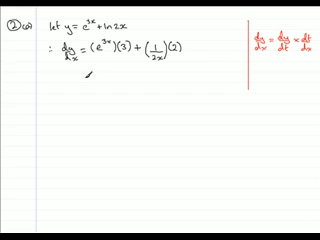 ② (a) let y = e^{3x} + ln 2x
∴ dy/dx = (e^{3x})(3) + (1/2x)(2)
dy/dx = dy/dt × dt/dx